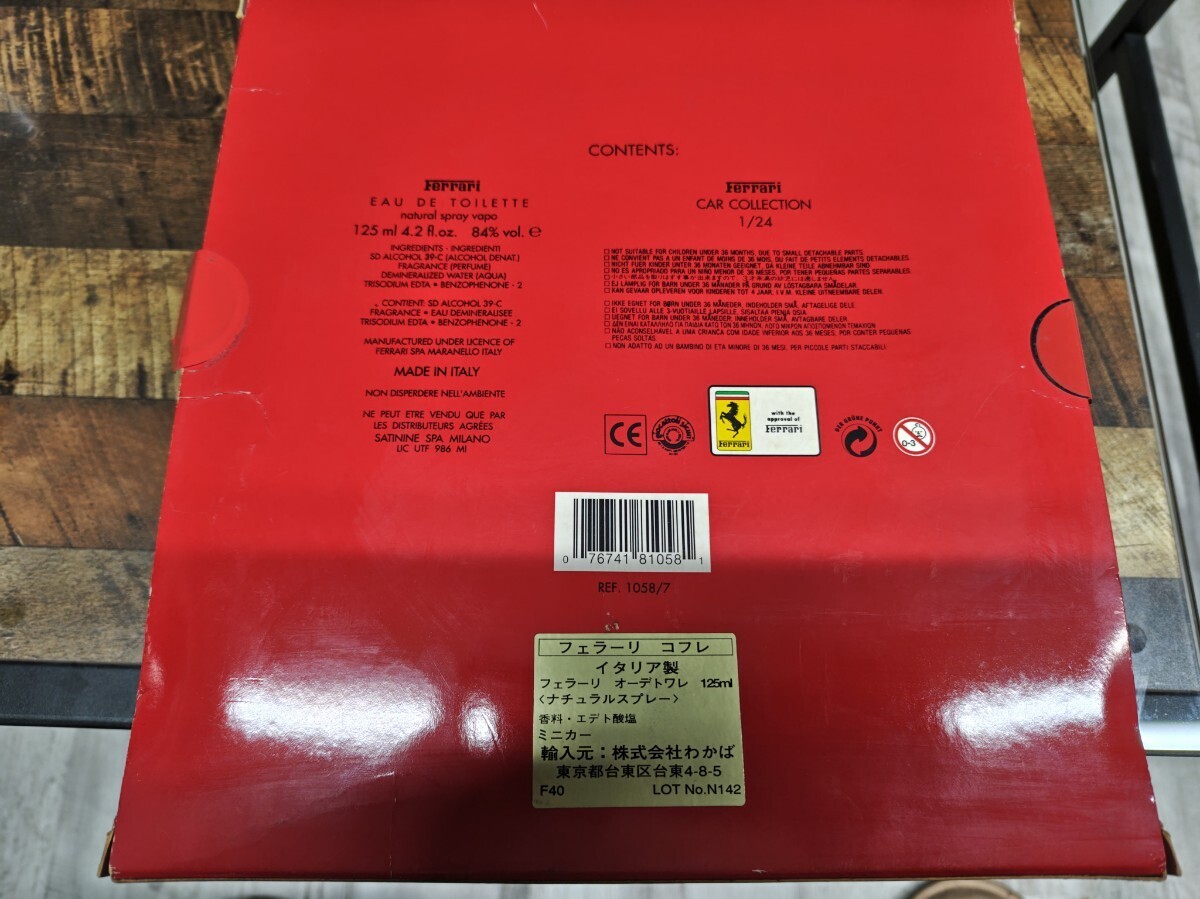 CONTENTS:
Ferrari
EAU DE TOILETTE
natural spray vapo
125 ml 4.2 fl.oz. 84% vol. ℮
INGREDIENTS - INGREDIENTI
SD ALCOHOL 39-C (ALCOHOL DENAT.)
FRAGRANCE (PERFUME)
DEMINERALIZED WATER (AQUA)
TRISODIUM EDTA • BENZOPHENONE - 2
CONTENT: SD ALCOHOL 39-C
FRAGRANCE • EAU DEMINERALISEE
TRISODIUM EDTA • BENZOPHENONE - 2
MANUFACTURED UNDER LICENCE OF
FERRARI SPA MARANELLO ITALY
MADE IN ITALY
NON DISPERDERE NELL'AMBIENTE
NE PEUT ETRE VENDU QUE PAR
LES DISTRIBUTEURS AGRÉES
SATININE SPA MILANO
LIC UTF 986 MI
Ferrari
CAR COLLECTION
1/24
NOT SUITABLE FOR CHILDREN UNDER 36 MONTHS, DUE TO SMALL DETACHABLE PARTS.
NE CONVIENT PAS A UN ENFANT DE MOINS DE 36 MOIS, DU FAIT DE PETITS ELEMENTS DETACHABLES.
NICHT FUER KINDER UNTER 36 MONATEN GEEIGNET, DA KLEINE TEILE ABNEHMBAR SIND.
NO ES APROPRIADO PARA UN NIÑO MENOR DE 36 MESES, POR TENER PEQUEÑAS PARTES SEPARABLES.
EJ LAMPLIG FOR BARN UNDER 36 MÅNADER PÅ GRUND AV LÖSTAGBARA SMÅDELAR.
KAN GEVAAR OPLEVEREN VOOR KINDEREN TOT 4 JAAR, I.V.M. KLEINE UITNEEMBARE DELEN.
IKKE EGNET FOR BØRN UNDER 36 MÅNEDER, INDEHOLDER SMÅ, AFTAGELIGE DELE.
EI SOVELLU ALLE 3-VUOTIAILLE LAPSILLE, SISALTAA PIENIA OSIA.
UEGNET FOR BARN UNDER 36 MÅNEDER, INNEHOLDER SMÅ, AVTAGBARE DELER.
NÃO ACONSELHAVEL A UMA CRIANCA COM IDADE INFERIOR AOS 36 MESES, POR CONTER PEQUENAS
PECAS SOLTAS.
NON ADATTO AD UN BAMBINO DI ETA MINORE DI 36 MESI, PER PICCOLE PARTI STACCABILI.
CE
Ferrari
with the
approval of
Ferrari
DER GRÜNE PUNKT
0-3
0 76741 81058 1
REF. 1058/7
フェラーリ コフレ
イタリア製
フェラーリ オーデトワレ 125ml
〈ナチュラルスプレー〉
香料・エデト酸塩
ミニカー
輸入元：株式会社わかば
東京都台東区台東4-8-5
F40 LOT No.N142